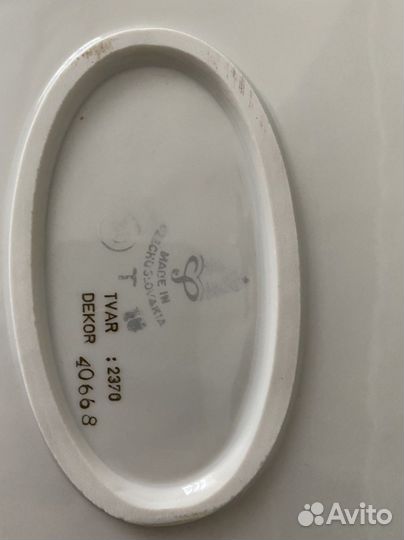 MADE IN
CZECHOSLOVAKIA
T
TVAR : 2370
DEKOR 40668
Avito